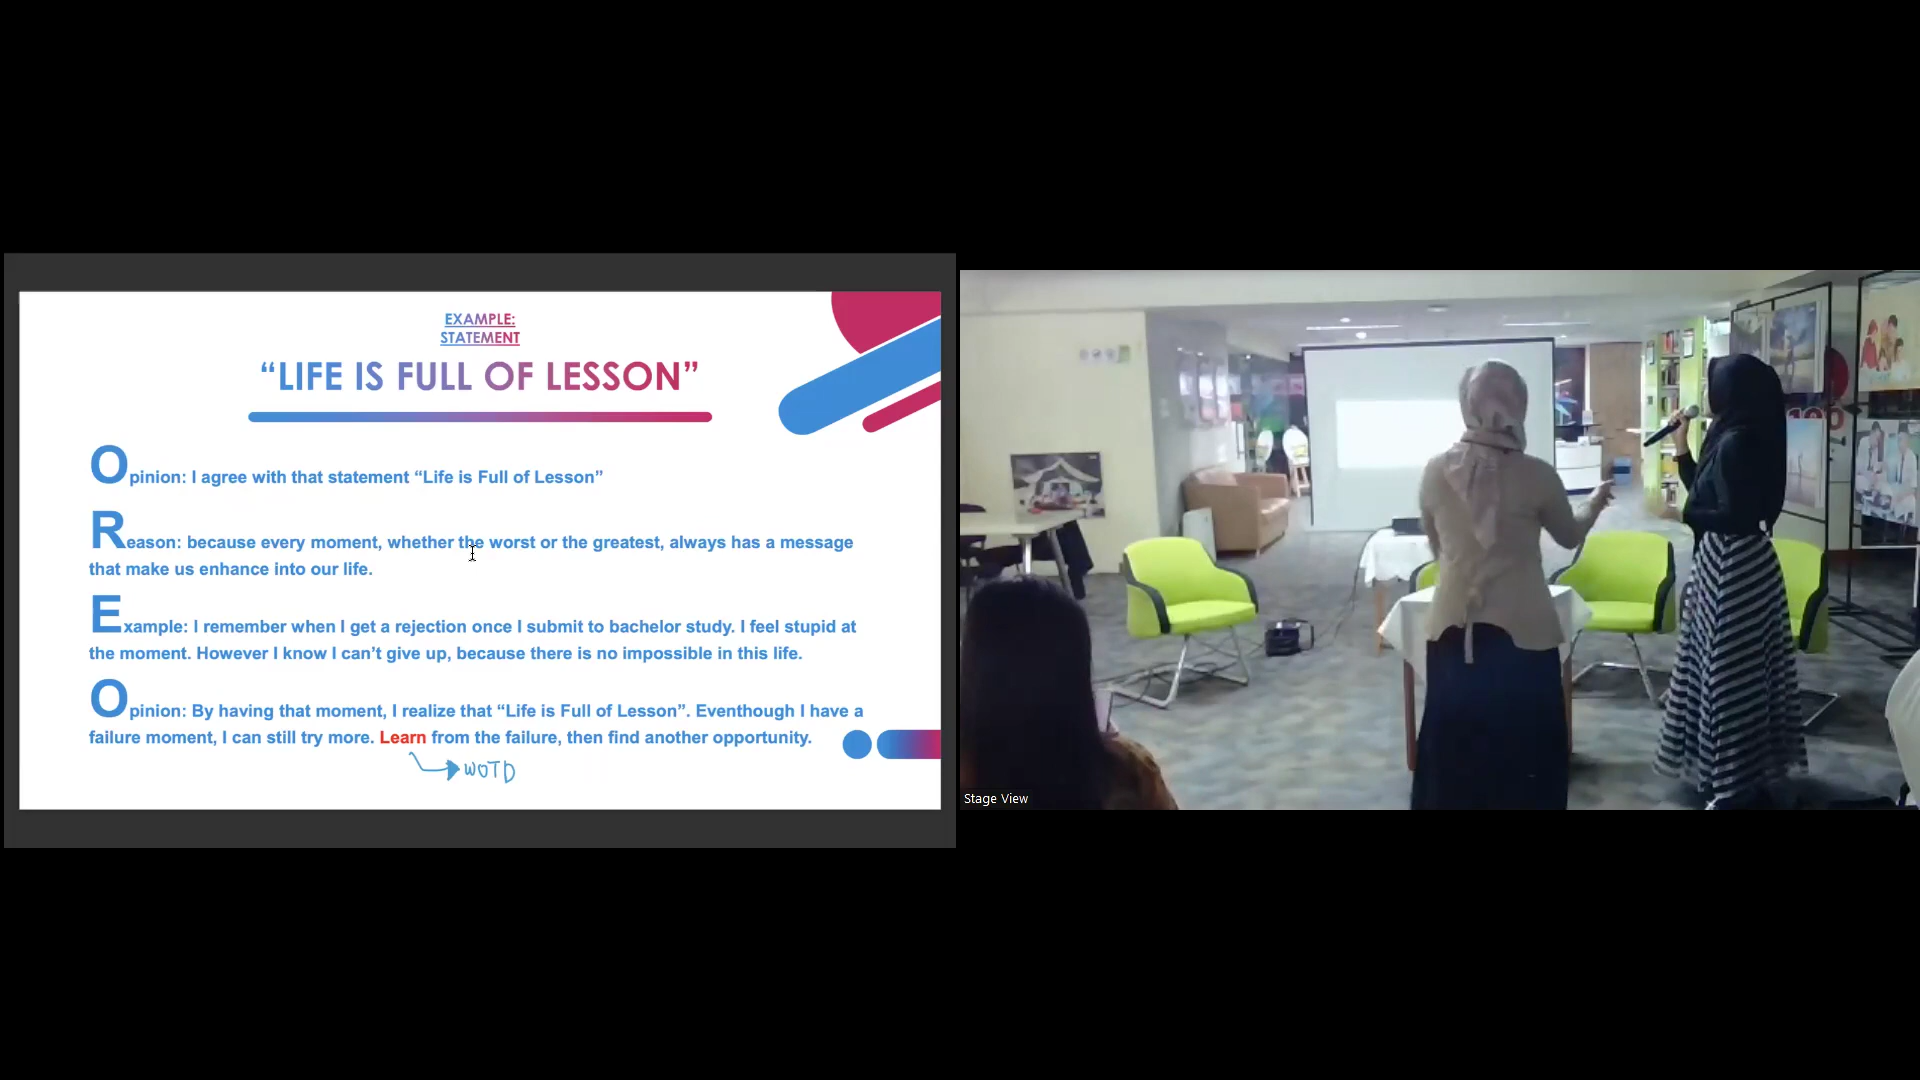 EXAMPLE:
STATEMENT
“LIFE IS FULL OF LESSON”
Opinion: I agree with that statement “Life is Full of Lesson”
Reason: because every moment, whether the worst or the greatest, always has a message
that make us enhance into our life.
Example: I remember when I get a rejection once I submit to bachelor study. I feel stupid at
the moment. However I know I can’t give up, because there is no impossible in this life.
Opinion: By having that moment, I realize that “Life is Full of Lesson”. Eventhough I have a
failure moment, I can still try more. Learn from the failure, then find another opportunity.
WOTD
Stage View